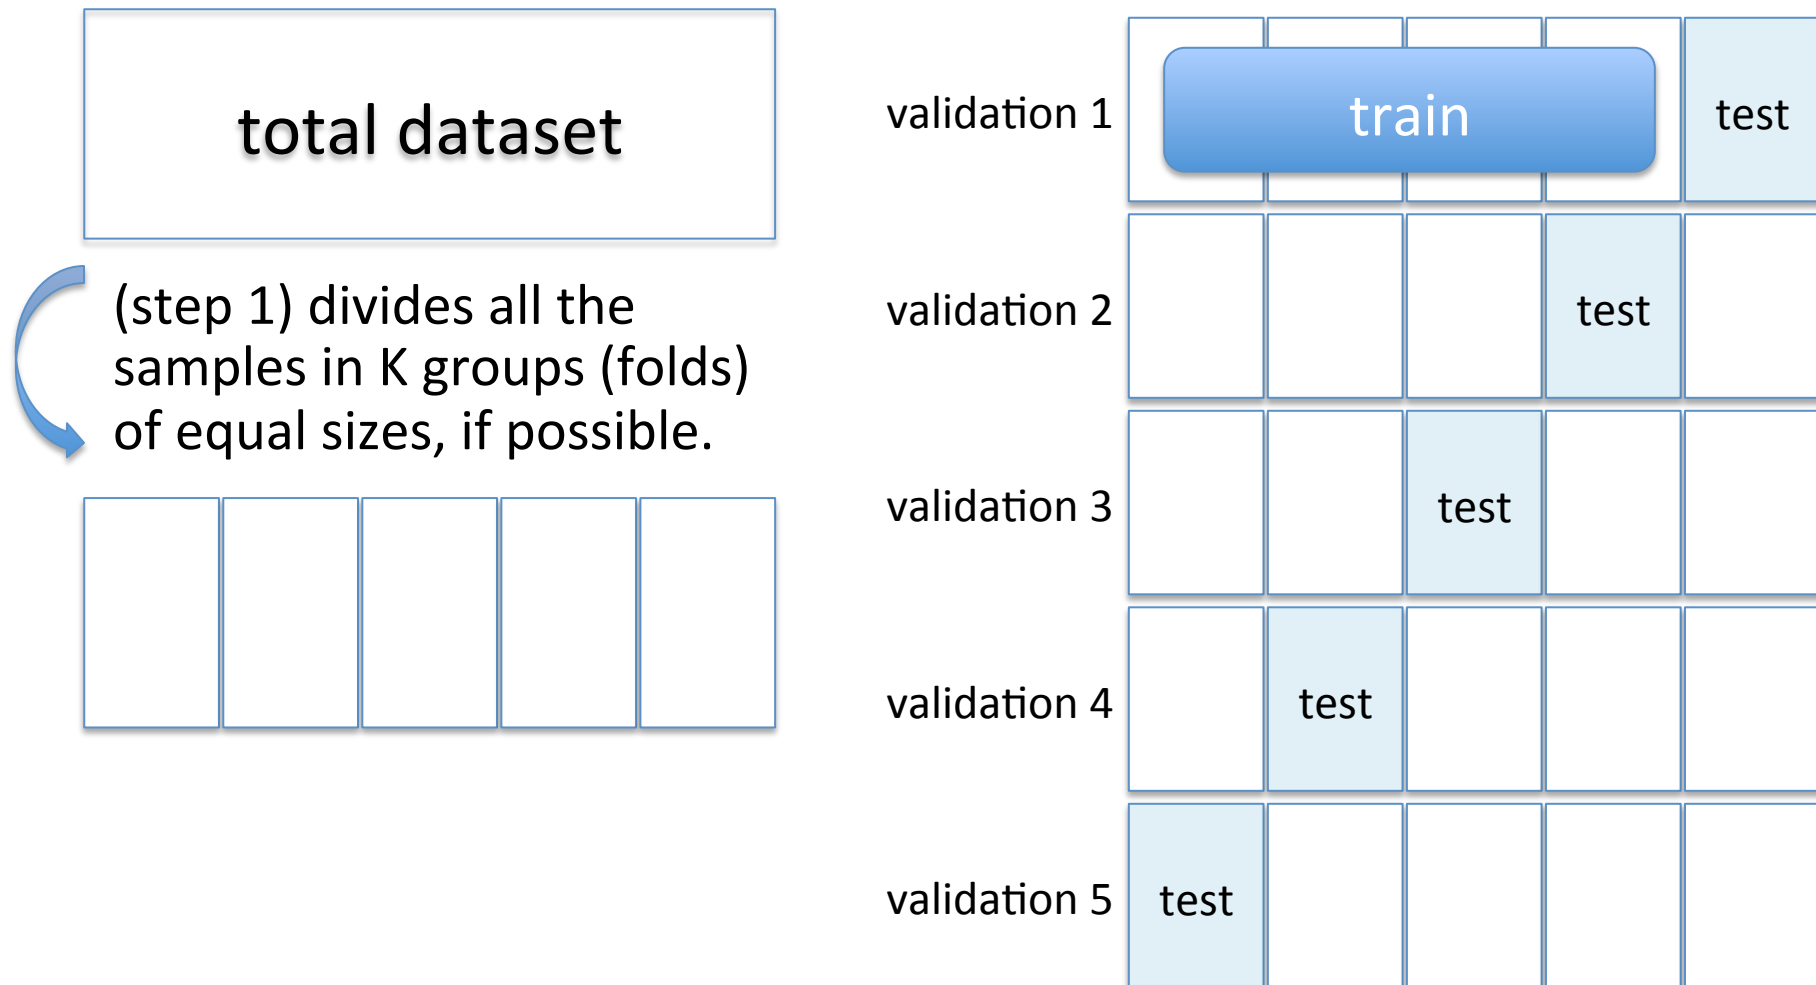 total dataset
(step 1) divides all the
samples in K groups (folds)
of equal sizes, if possible.
validation 1
train
test
validation 2
test
validation 3
test
validation 4
test
validation 5
test